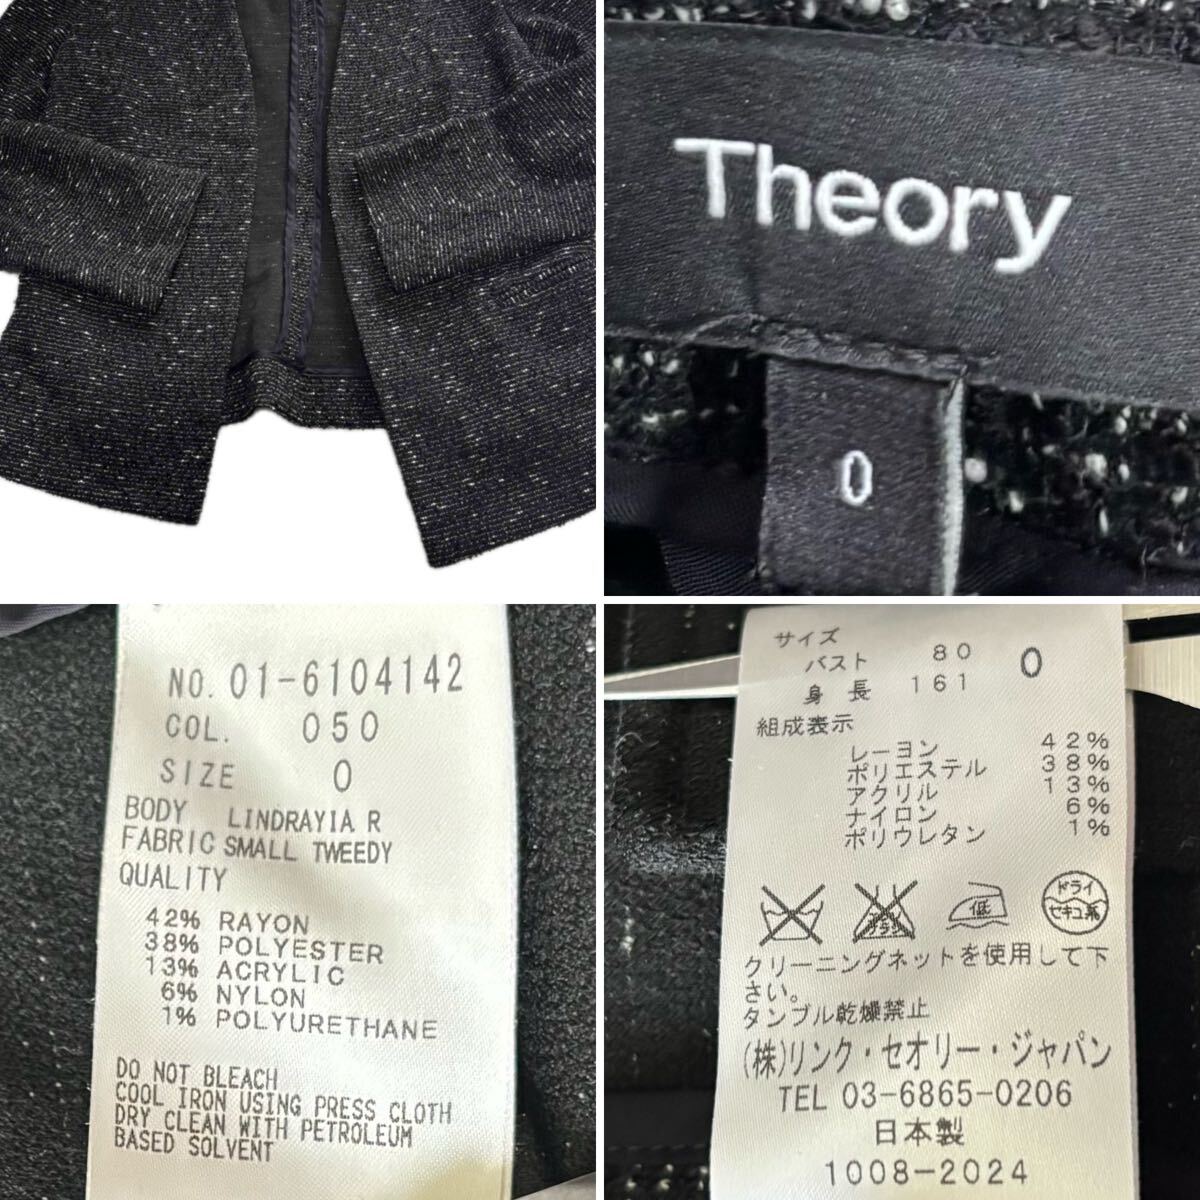 Theory
0
NO. 01-6104142
COL. 050
SIZE 0
BODY LINDRAYIA R
FABRIC SMALL TWEEDY
QUALITY
42% RAYON
38% POLYESTER
13% ACRYLIC
6% NYLON
1% POLYURETHANE
DO NOT BLEACH
COOL IRON USING PRESS CLOTH
DRY CLEAN WITH PETROLEUM
BASED SOLVENT
サイズ
バスト 80 0
身長 161
組成表示
レーヨン 42%
ポリエステル 38%
アクリル 13%
ナイロン 6%
ポリウレタン 1%
エンソ
サラシ
低
ドライ
セキユ系
クリーニングネットを使用して下
さい。
タンブル乾燥禁止
(株)リンク・セオリー・ジャパン
TEL 03-6865-0206
日本製
1008-2024